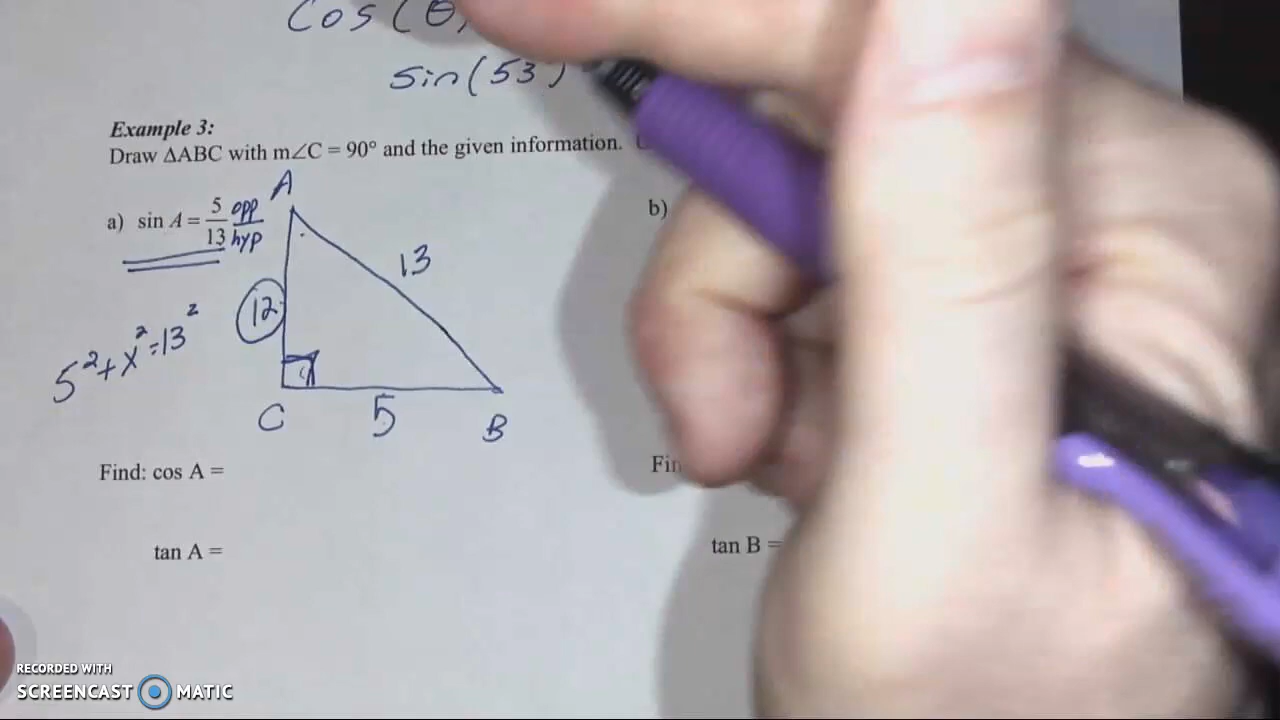 Cos(θ)
sin(53)
Example 3:
Draw ΔABC with m∠C = 90° and the given information.
A
a) sin A = 5/13 opp/hyp
b)
13
12
5² + x² = 13²
C
5
B
Find: cos A =
tan A =
tan B =
RECORDED WITH
SCREENCAST MATIC